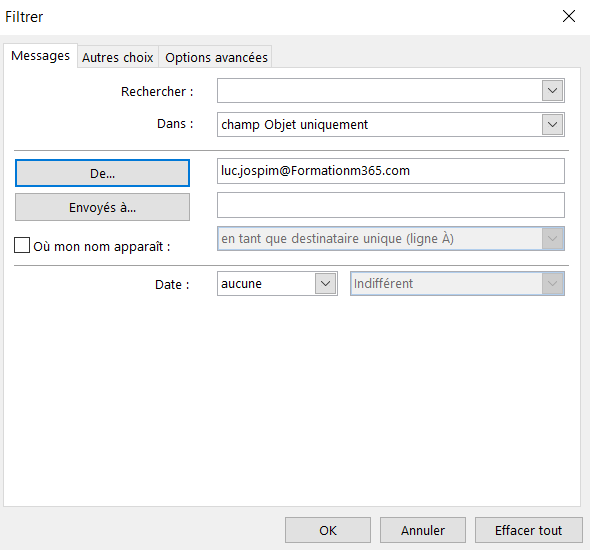 Filtrer
Messages Autres choix Options avancées
Rechercher :
Dans : champ Objet uniquement
De... luc.jospim@Formationm365.com
Envoyés à...
Où mon nom apparaît : en tant que destinataire unique (ligne À)
Date : aucune Indifférent
OK Annuler Effacer tout